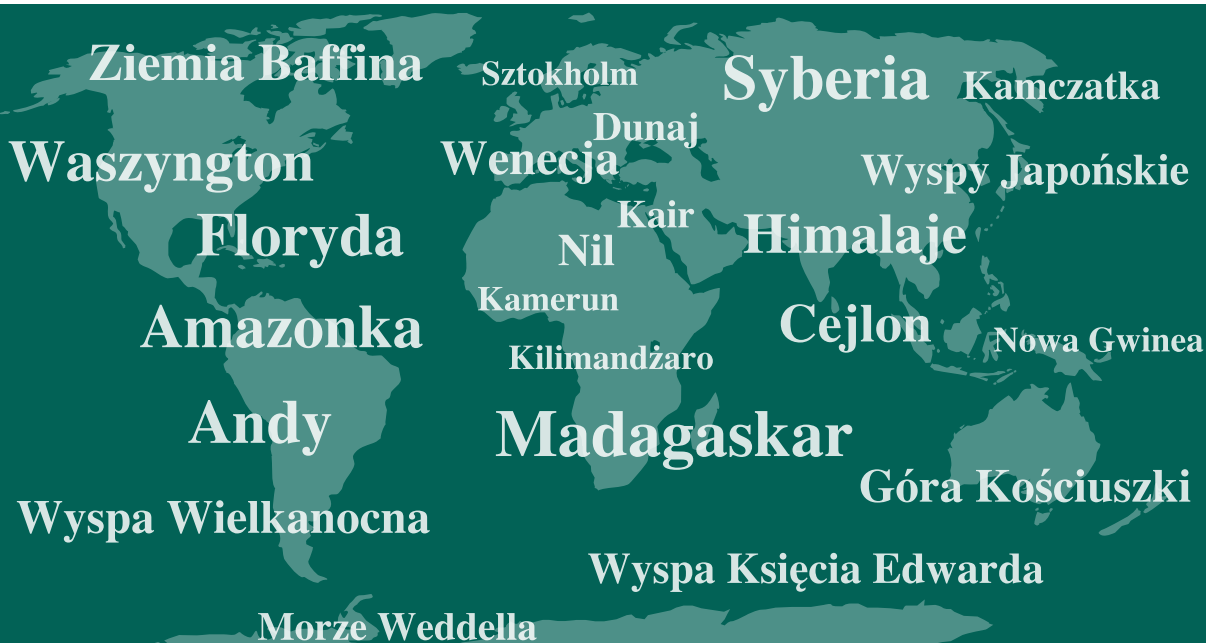 Ziemia Baffina
Sztokholm
Syberia
Kamczatka
Dunaj
Waszyngton
Wenecja
Wyspy Japońskie
Floryda
Kair
Nil
Himalaje
Kamerun
Amazonka
Cejlon
Nowa Gwinea
Kilimandżaro
Andy
Madagaskar
Góra Kościuszki
Wyspa Wielkanocna
Wyspa Księcia Edwarda
Morze Weddella